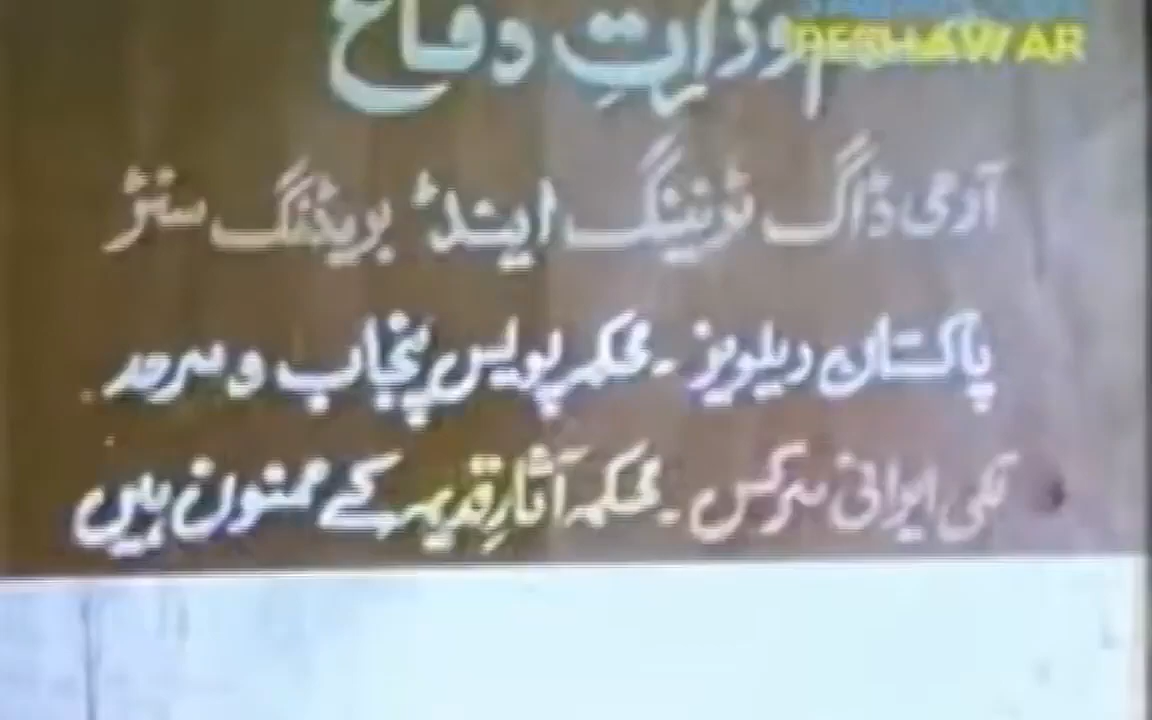 ہم وزارتِ دفاع
PESHAWAR
آرمی ڈاگ ٹریننگ اینڈ بریڈنگ سنٹر
پاکستان ریلویز ۔ محکمہ پولیس پنجاب و سرحد
لکی ایرانی سرکس ۔ محکمہ آثارِ قدیمہ کے ممنون ہیں